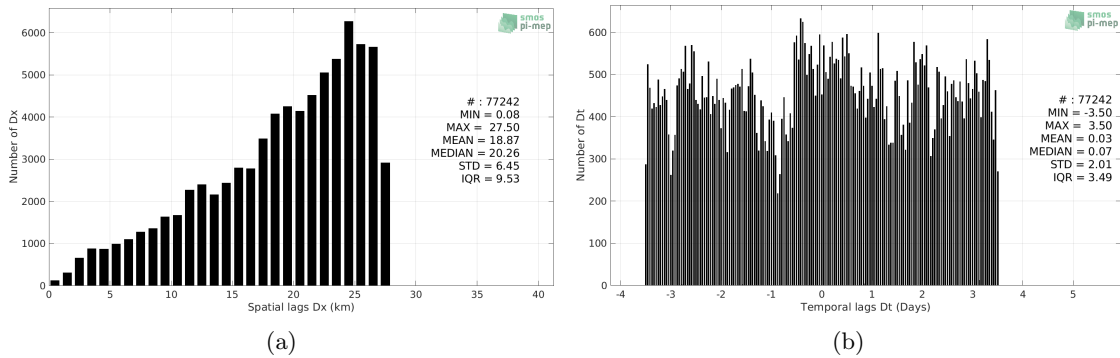 smos
pi-mep
6000
5000
4000
3000
2000
1000
0
Number of Dx
# : 77242
MIN = 0.08
MAX = 27.50
MEAN = 18.87
MEDIAN = 20.26
STD = 6.45
IQR = 9.53
0 5 10 15 20 25 30 35 40
Spatial lags Dx (km)
(a)
smos
pi-mep
600
500
400
300
200
100
0
Number of Dt
# : 77242
MIN = -3.50
MAX = 3.50
MEAN = 0.03
MEDIAN = 0.07
STD = 2.01
IQR = 3.49
-4 -3 -2 -1 0 1 2 3 4 5
Temporal lags Dt (Days)
(b)